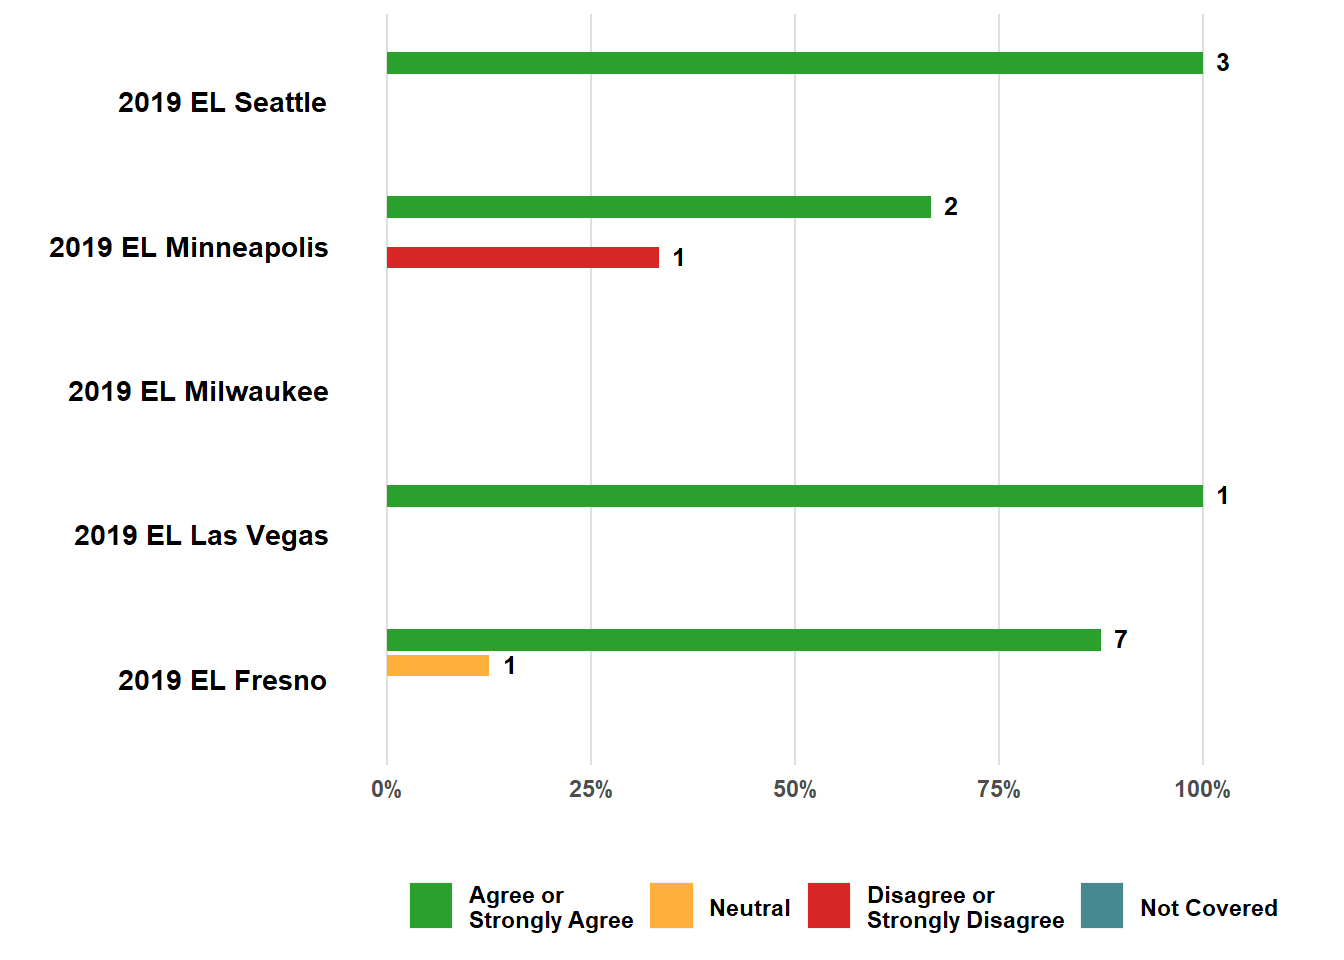 3
2019 EL Seattle
2
2019 EL Minneapolis
1
2019 EL Milwaukee
1
2019 EL Las Vegas
7
1
2019 EL Fresno
0% 25% 50% 75% 100%
Agree or
Strongly Agree
Neutral
Disagree or
Strongly Disagree
Not Covered